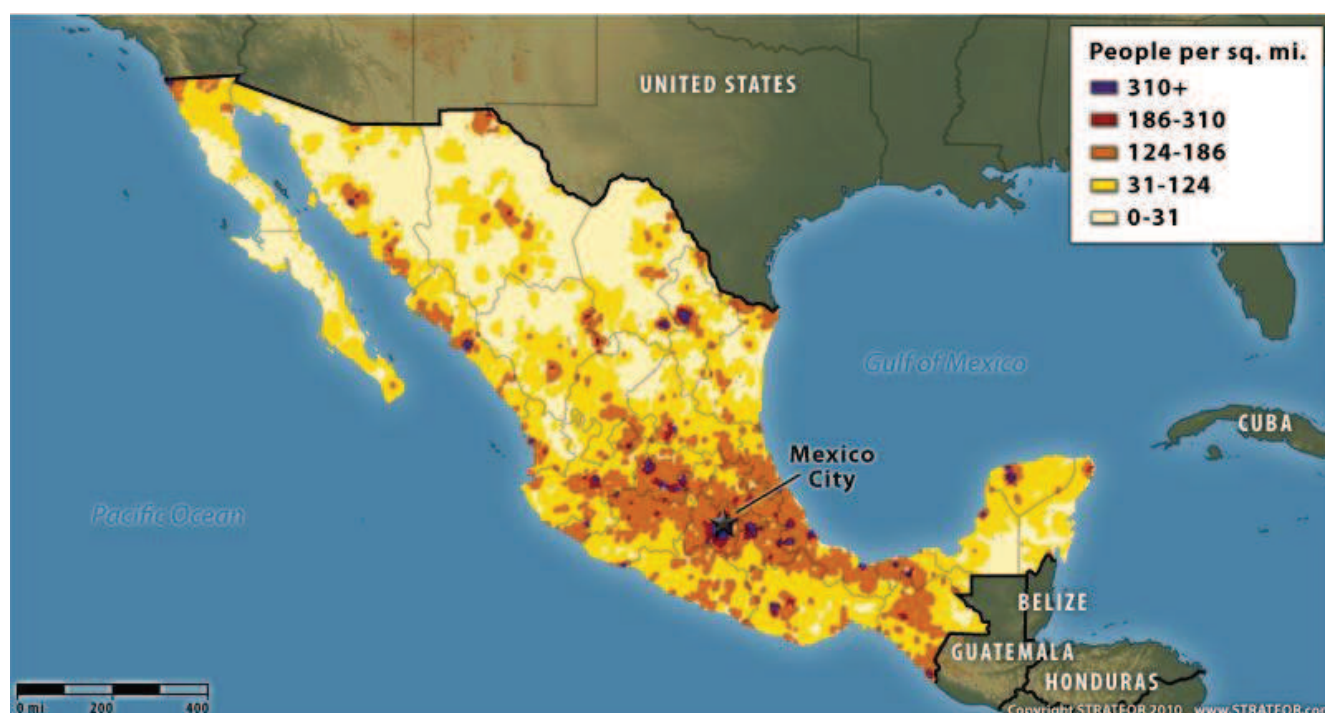 People per sq. mi.
310+
186-310
124-186
31-124
0-31
UNITED STATES
Gulf of Mexico
CUBA
Mexico
City
Pacific Ocean
BELIZE
GUATEMALA
HONDURAS
0 mi 200 400
Copyright STRATFOR 2010 www.STRATFOR.com